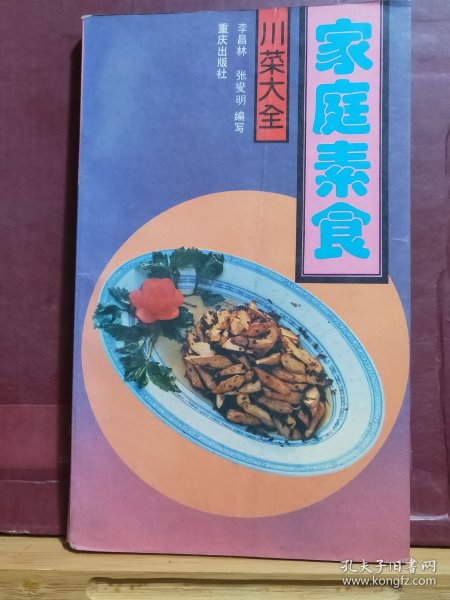 家庭素食
川菜大全
李昌林 张燮明 编写
重庆出版社
孔夫子旧书网
www.kongfz.com